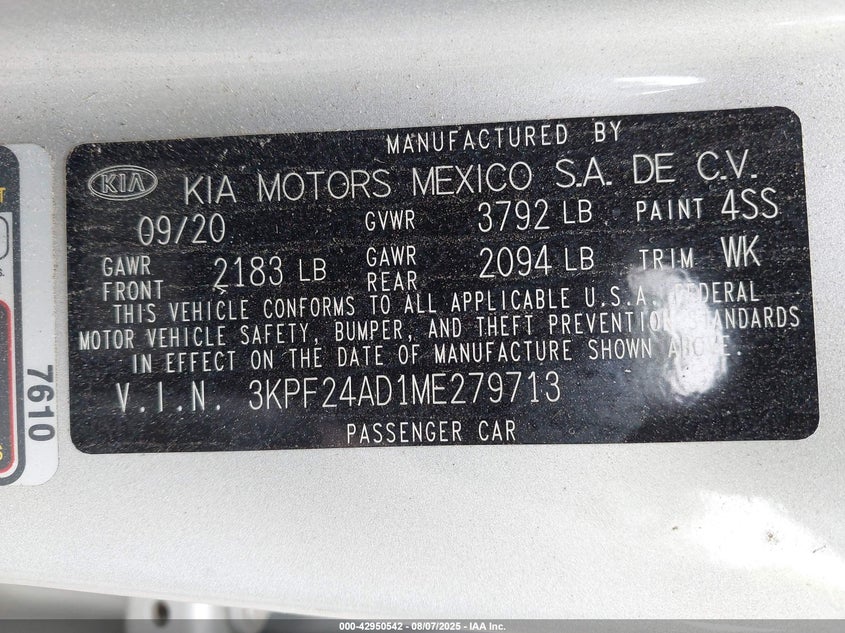 MANUFACTURED BY
KIA KIA MOTORS MEXICO S.A. DE C.V.
09/20 GVWR 3792 LB PAINT 4SS
GAWR FRONT 2183 LB GAWR REAR 2094 LB TRIM WK
THIS VEHICLE CONFORMS TO ALL APPLICABLE U.S.A. FEDERAL
MOTOR VEHICLE SAFETY, BUMPER, AND THEFT PREVENTION STANDARDS
IN EFFECT ON THE DATE OF MANUFACTURE SHOWN ABOVE.
V.I.N. 3KPF24AD1ME279713
PASSENGER CAR
7610
000-42950542 - 08/07/2025 - IAA Inc.